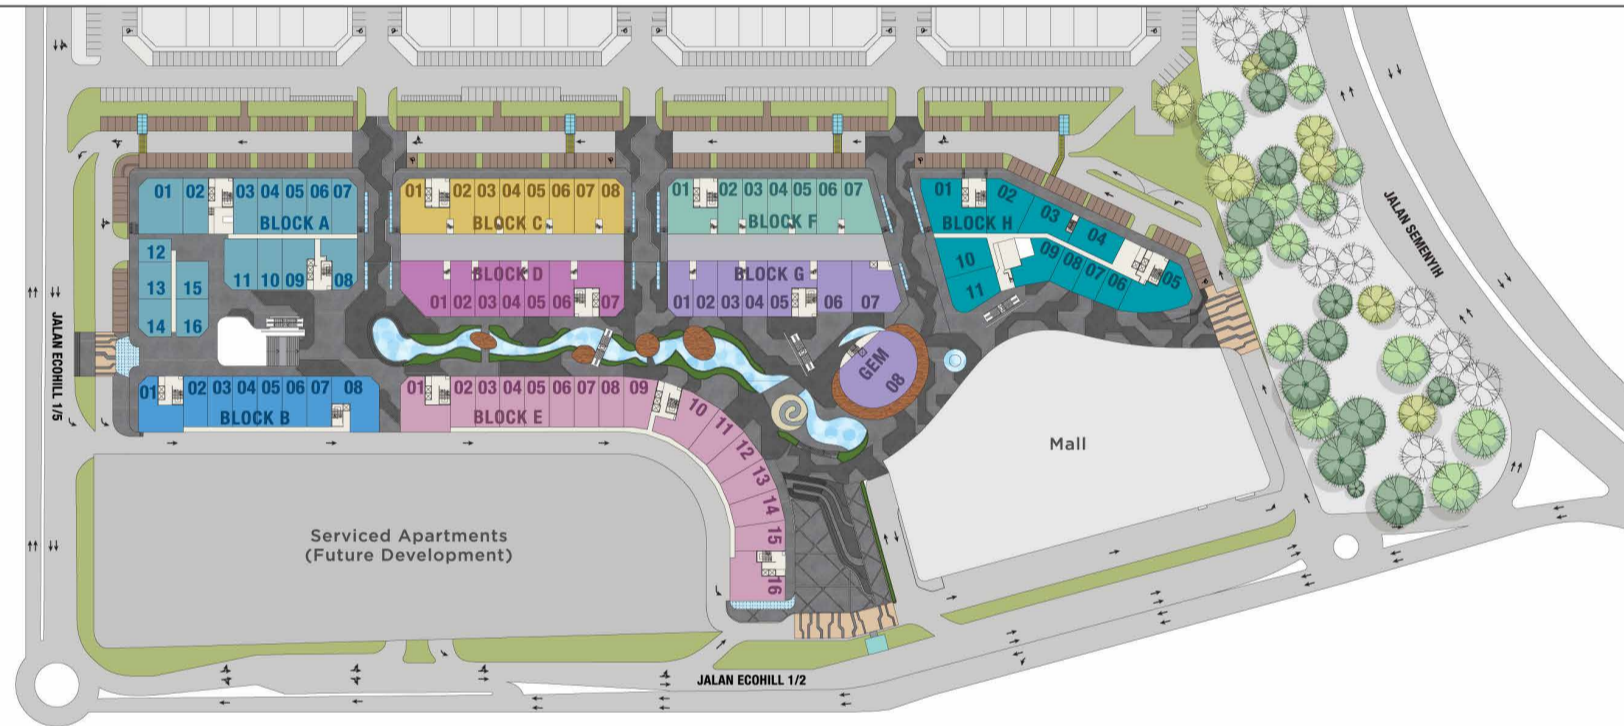 01 02 03 04 05 06 07
BLOCK A
12
11 10 09 08
13 15
14 16
01 02 03 04 05 06 07 08
BLOCK C
BLOCK D
01 02 03 04 05 06 07
01 02 03 04 05 06 07
BLOCK F
BLOCK G
01 02 03 04 05 06 07
01 02 03 04 05
BLOCK H
10 09 08 07 06
11
GEM
08
01 02 03 04 05 06 07 08
BLOCK B
01 02 03 04 05 06 07 08 09 10 11 12 13 14 15 16
BLOCK E
Mall
Serviced Apartments
(Future Development)
JALAN ECOHILL 1/5
JALAN SEMENYIH
JALAN ECOHILL 1/2